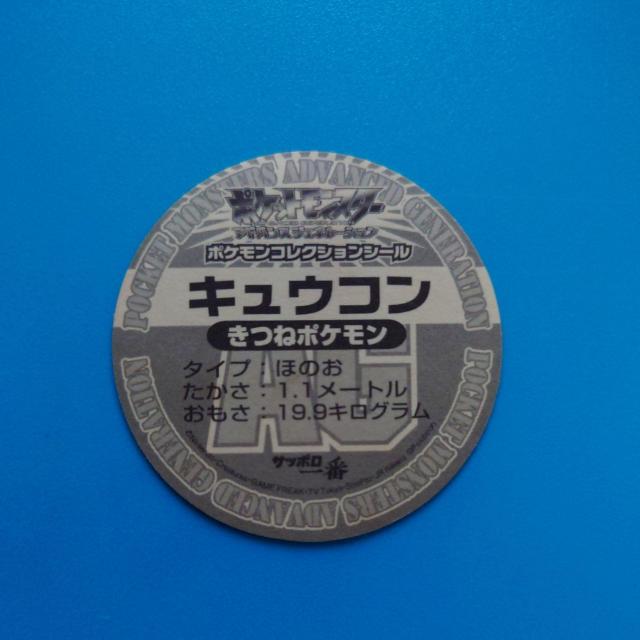 POCKET MONSTERS ADVANCED GENERATION
ポケットモンスター
アドバンスジェネレーション
ポケモンコレクションシール
キュウコン
きつねポケモン
AG
タイプ：ほのお
たかさ：1.1メートル
おもさ：19.9キログラム
サッポロ
一番
POCKET MONSTERS ADVANCED GENERATION